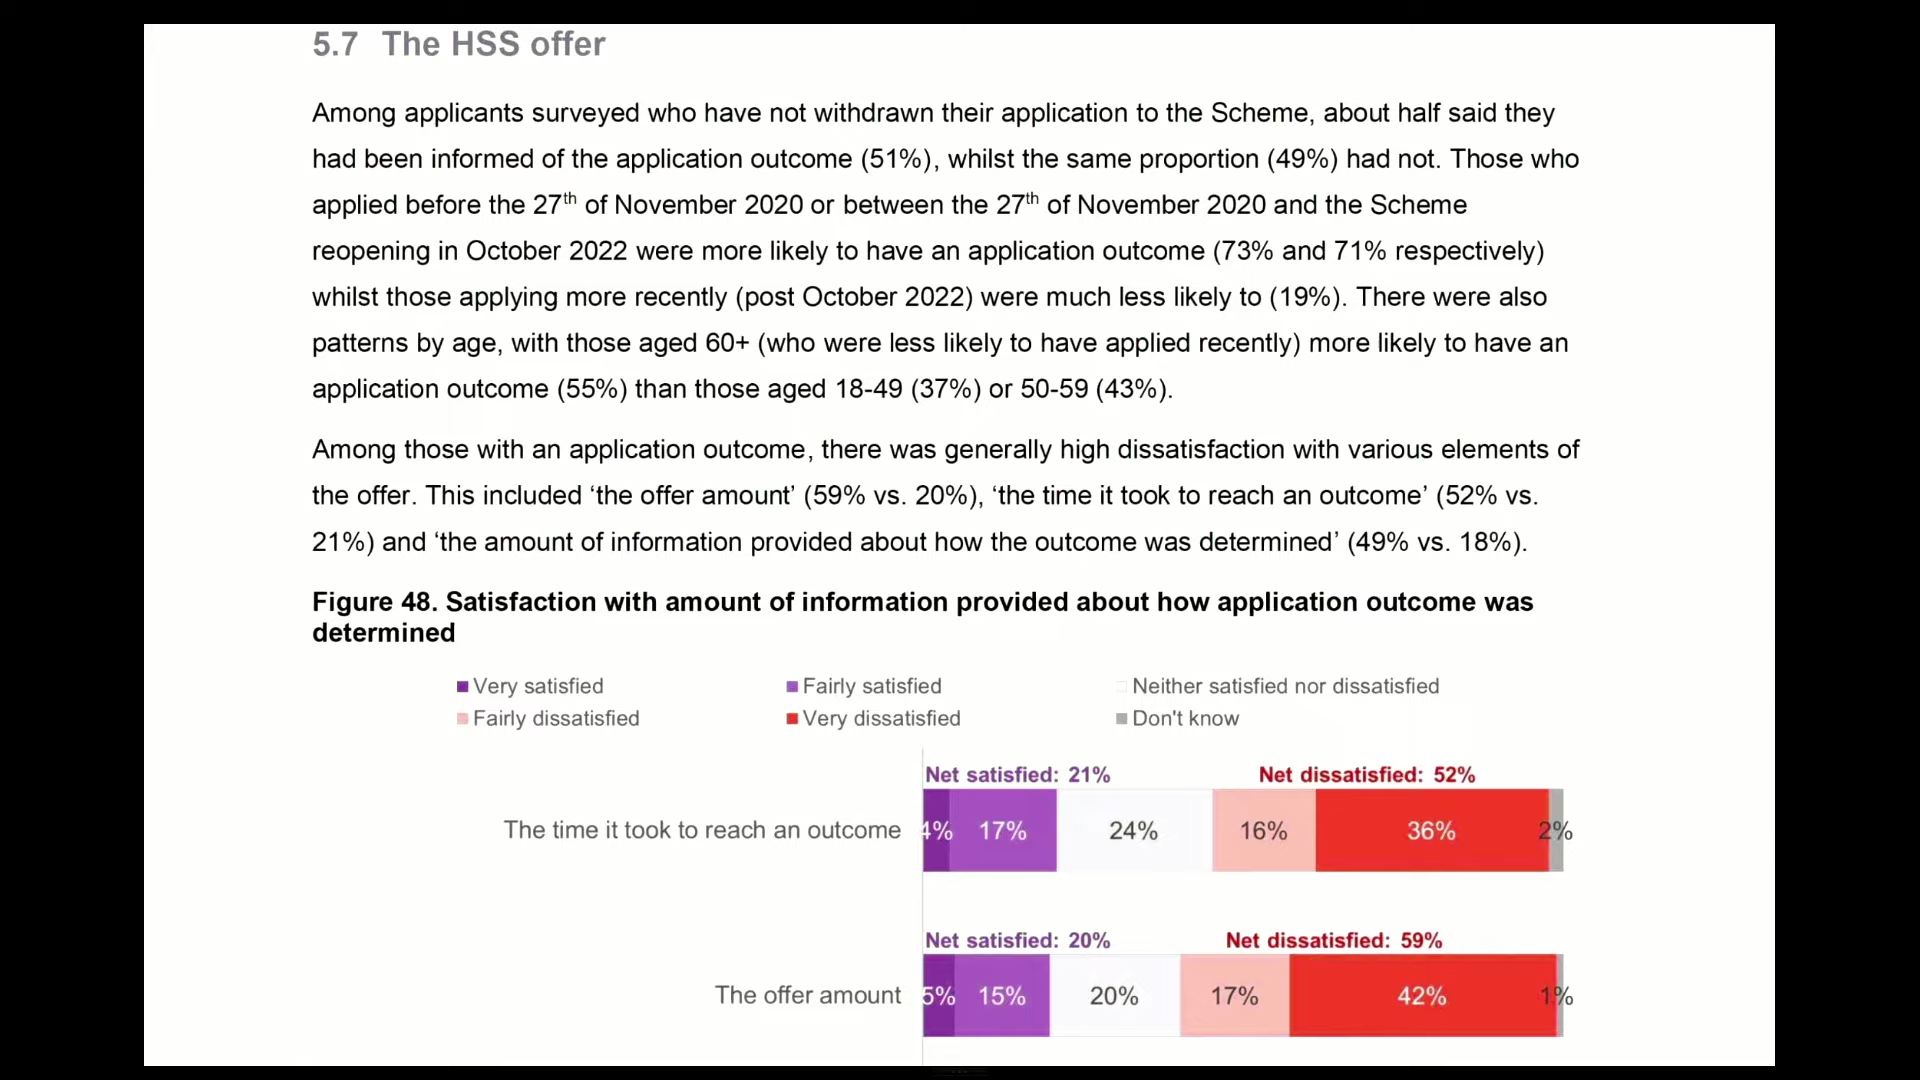 5.7 The HSS offer
Among applicants surveyed who have not withdrawn their application to the Scheme, about half said they
had been informed of the application outcome (51%), whilst the same proportion (49%) had not. Those who
applied before the 27th of November 2020 or between the 27th of November 2020 and the Scheme
reopening in October 2022 were more likely to have an application outcome (73% and 71% respectively)
whilst those applying more recently (post October 2022) were much less likely to (19%). There were also
patterns by age, with those aged 60+ (who were less likely to have applied recently) more likely to have an
application outcome (55%) than those aged 18-49 (37%) or 50-59 (43%).
Among those with an application outcome, there was generally high dissatisfaction with various elements of
the offer. This included ‘the offer amount’ (59% vs. 20%), ‘the time it took to reach an outcome’ (52% vs.
21%) and ‘the amount of information provided about how the outcome was determined’ (49% vs. 18%).
Figure 48. Satisfaction with amount of information provided about how application outcome was
determined
Very satisfied Fairly satisfied Neither satisfied nor dissatisfied
Fairly dissatisfied Very dissatisfied Don't know
Net satisfied: 21% Net dissatisfied: 52%
The time it took to reach an outcome 4% 17% 24% 16% 36% 2%
Net satisfied: 20% Net dissatisfied: 59%
The offer amount 5% 15% 20% 17% 42% 1%